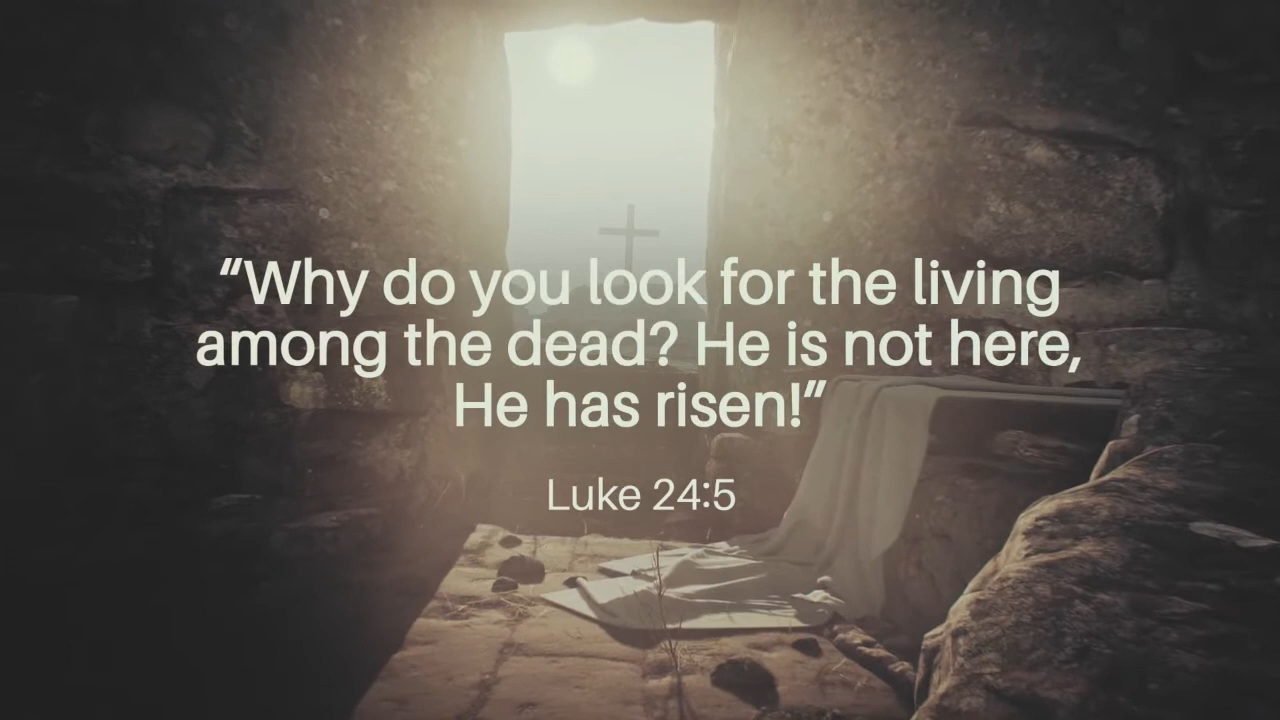 “Why do you look for the living
among the dead? He is not here,
He has risen!”
Luke 24:5